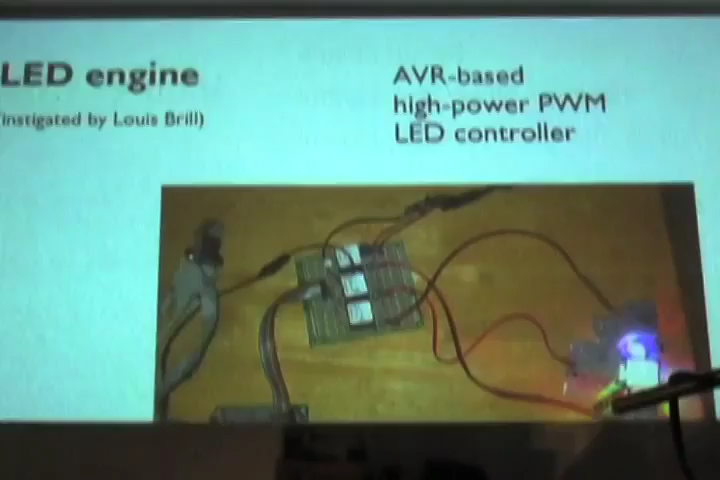 LED engine
instigated by Louis Brill)
AVR-based
high-power PWM
LED controller